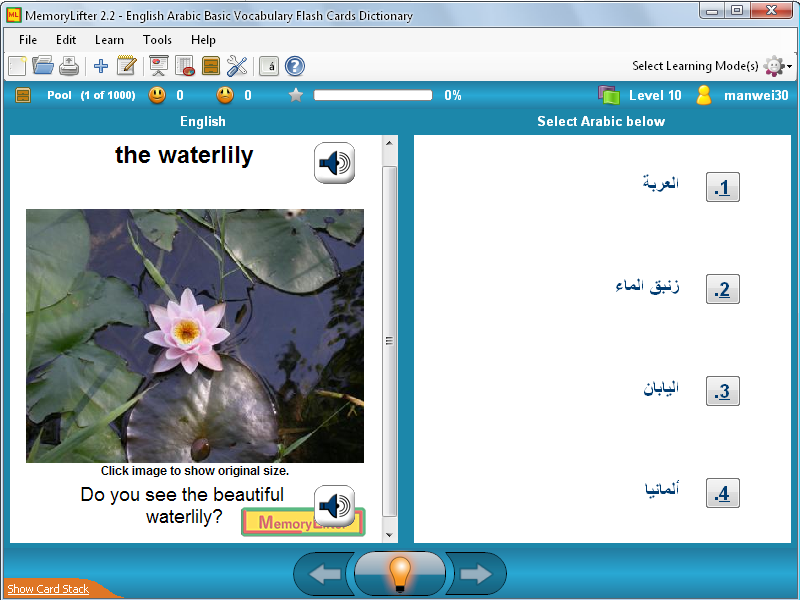 MemoryLifter 2.2 - English Arabic Basic Vocabulary Flash Cards Dictionary
File Edit Learn Tools Help
á ? Select Learning Mode(s)
Pool (1 of 1000) 0 0 0% Level 10 manwei30
English
the waterlily
Click image to show original size.
Do you see the beautiful
waterlily?
MemoryLifter
Select Arabic below
العربة .1
زنبق الماء .2
اليابان .3
ألمانيا .4
Show Card Stack